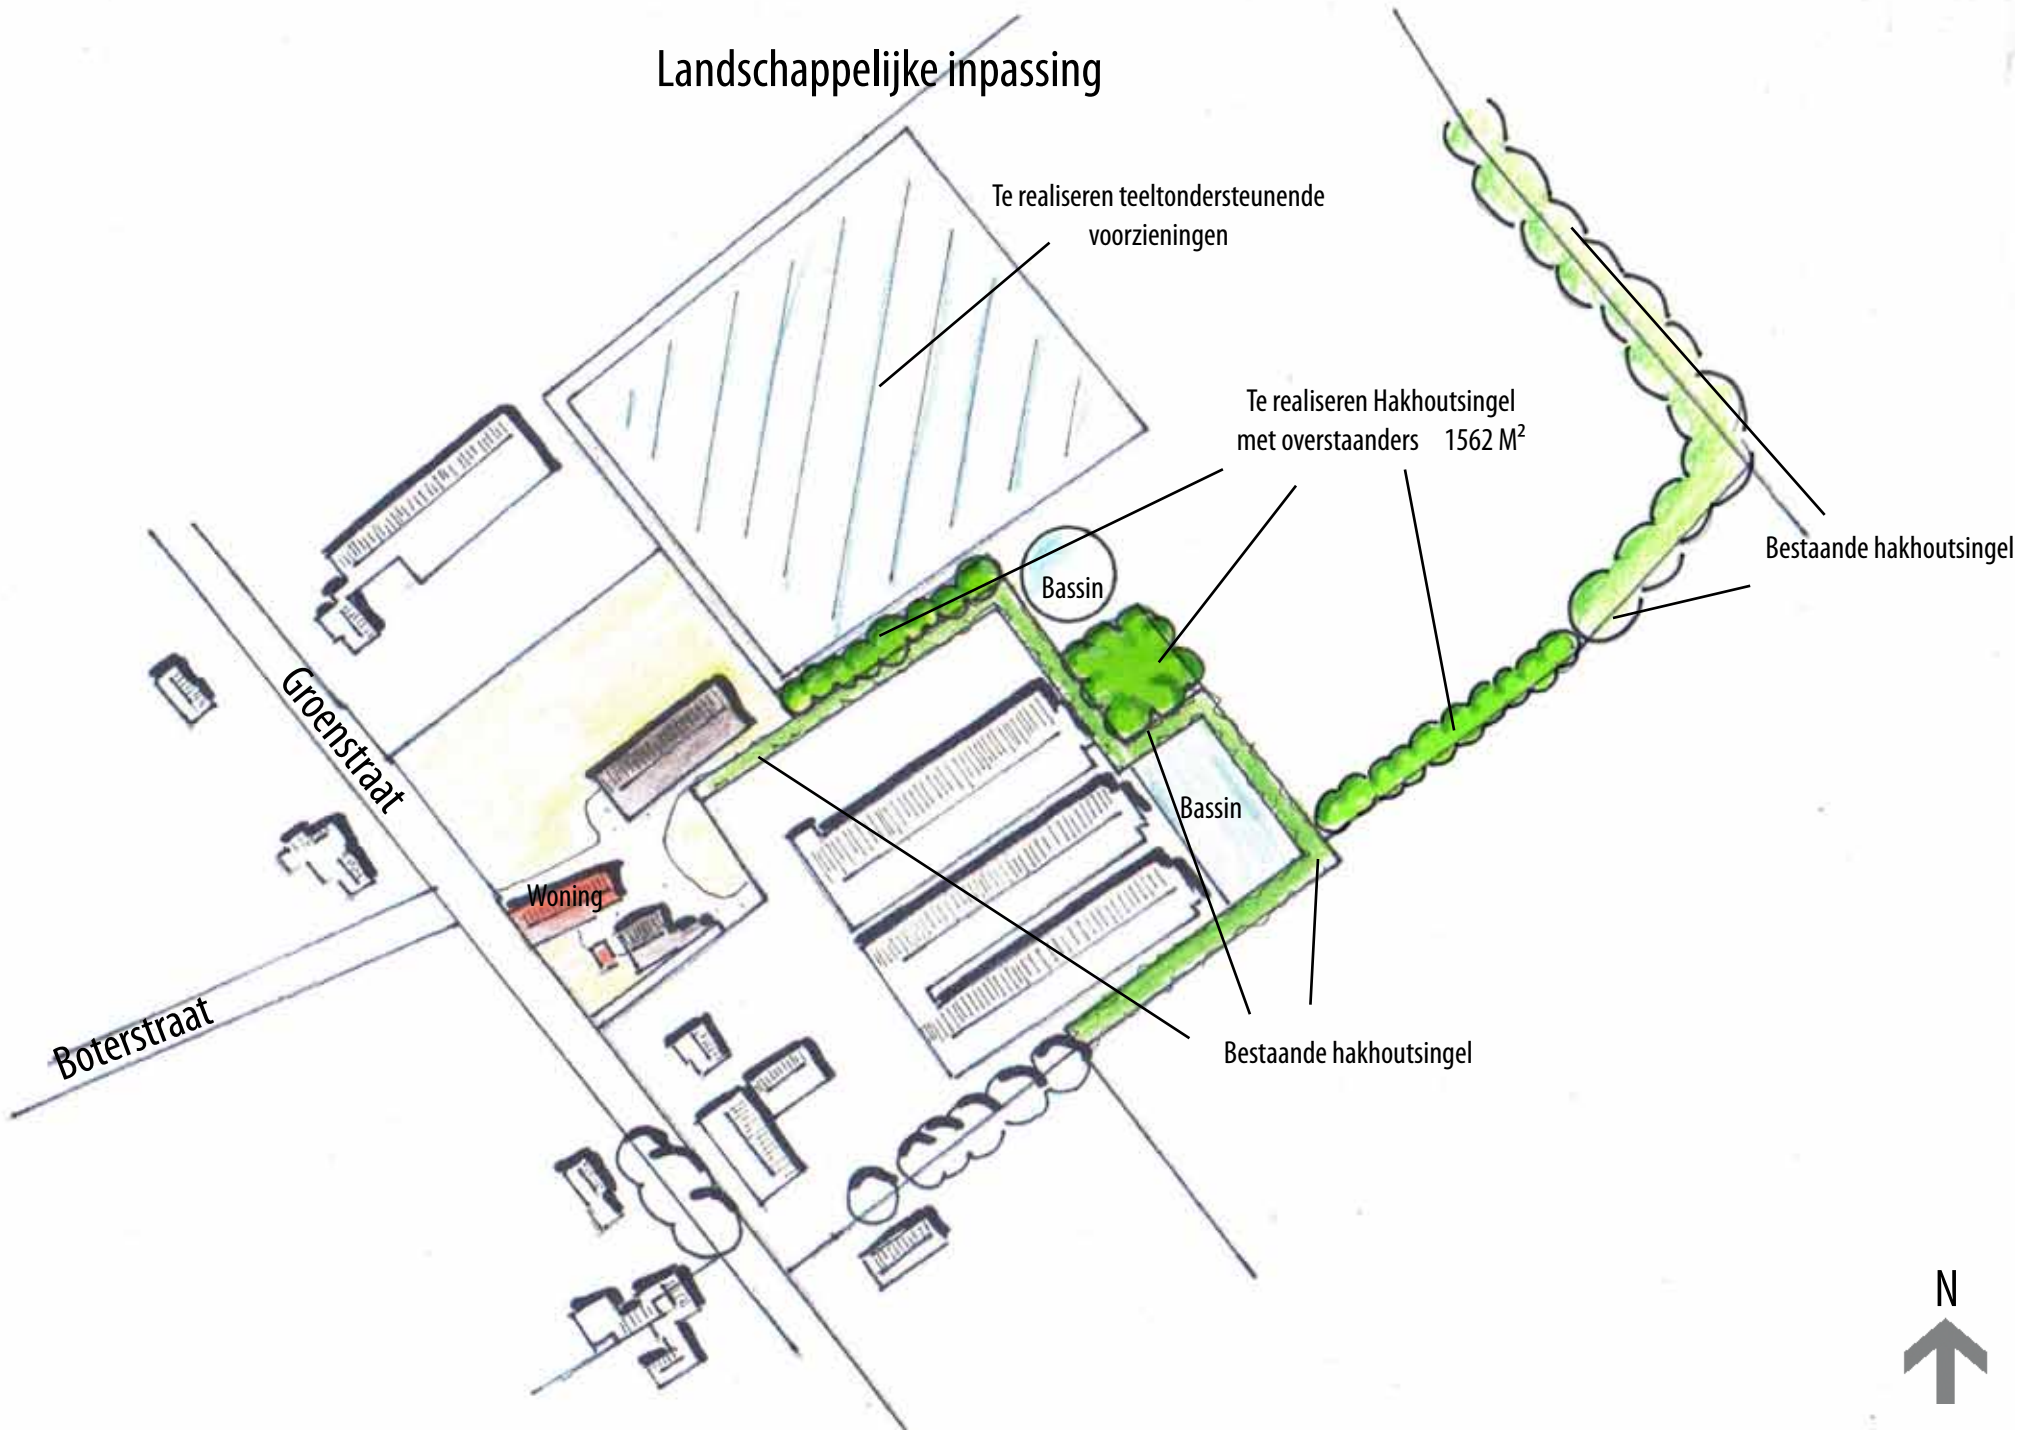 Landschappelijke inpassing
Te realiseren teeltondersteunende
voorzieningen
Te realiseren Hakhoutsingel
met overstaanders 1562 M²
Bestaande hakhoutsingel
Bassin
Groenstraat
Bassin
Woning
Boterstraat
Bestaande hakhoutsingel
N